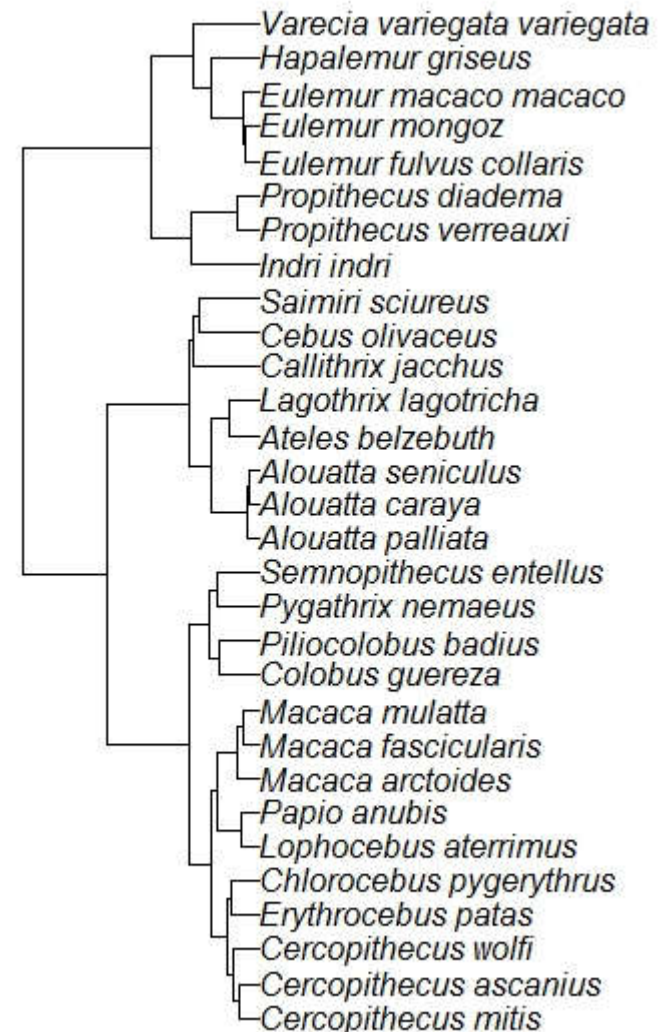 Varecia variegata variegata
Hapalemur griseus
Eulemur macaco macaco
Eulemur mongoz
Eulemur fulvus collaris
Propithecus diadema
Propithecus verreauxi
Indri indri
Saimiri sciureus
Cebus olivaceus
Callithrix jacchus
Lagothrix lagotricha
Ateles belzebuth
Alouatta seniculus
Alouatta caraya
Alouatta palliata
Semnopithecus entellus
Pygathrix nemaeus
Piliocolobus badius
Colobus guereza
Macaca mulatta
Macaca fascicularis
Macaca arctoides
Papio anubis
Lophocebus aterrimus
Chlorocebus pygerythrus
Erythrocebus patas
Cercopithecus wolfi
Cercopithecus ascanius
Cercopithecus mitis